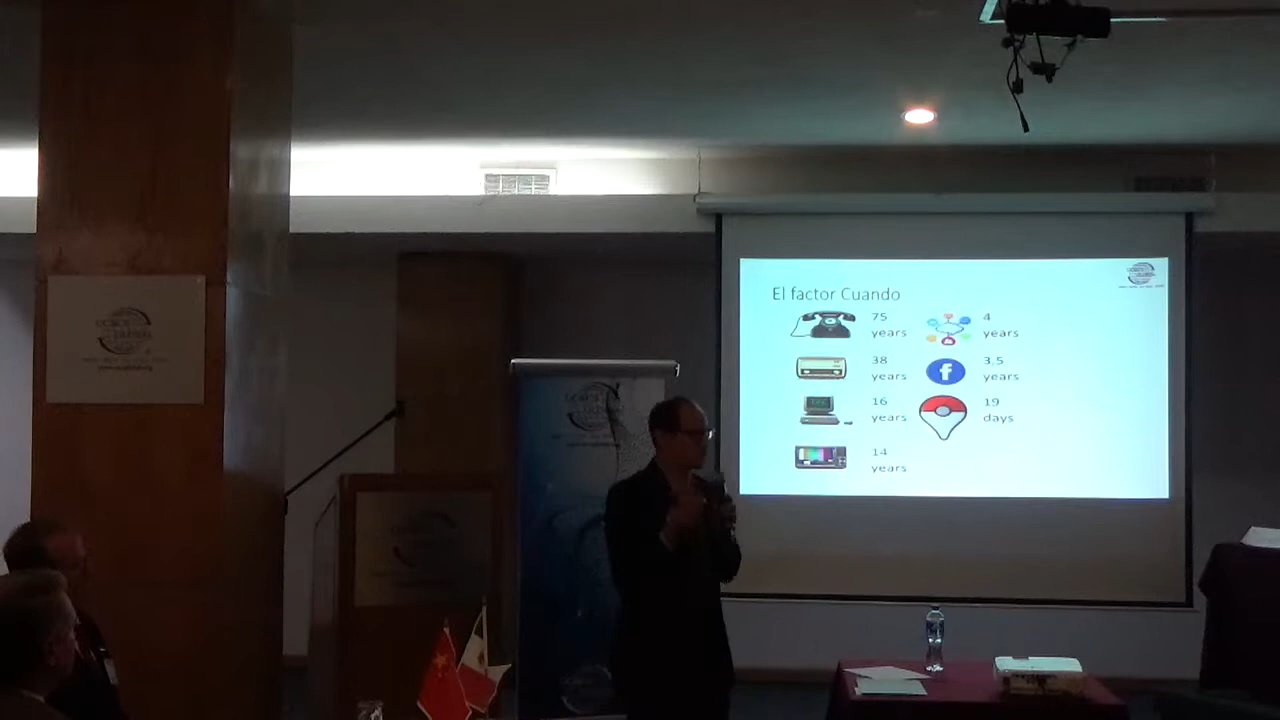 El factor Cuando
75
years
38
years
16
years
14
years
4
years
3.5
years
19
days
f